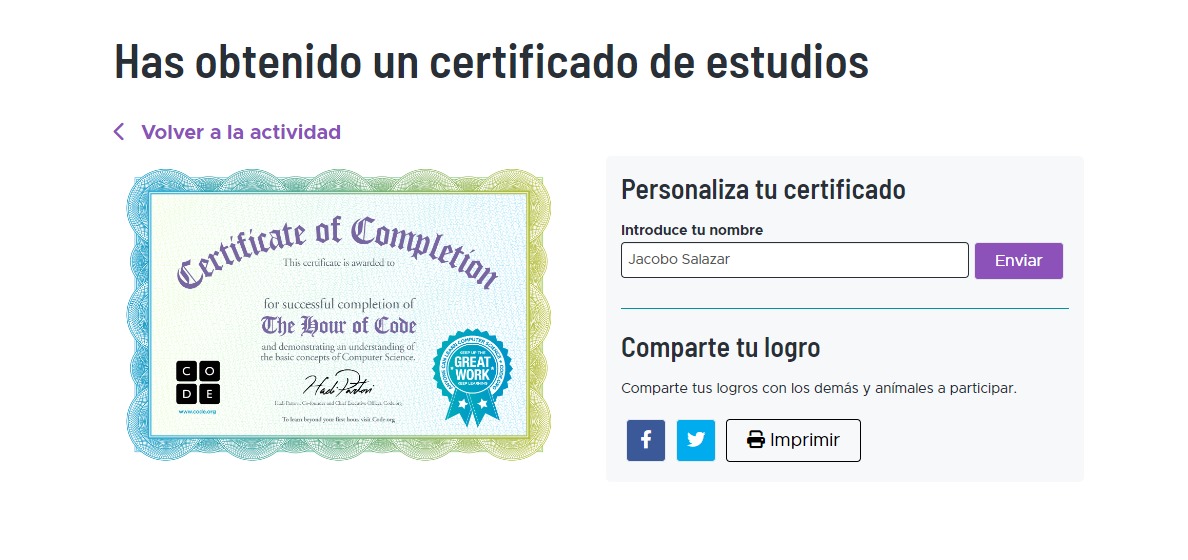 Has obtenido un certificado de estudios
Volver a la actividad
Certificate of Completion
This certificate is awarded to
for successful completion of
The Hour of Code
and demonstrating an understanding of
the basic concepts of Computer Science.
KEEP UP THE
GREAT
WORK
KEEP LEARNING
C O
D E
www.code.org
Hadi Partovi, Co-founder and Chief Executive Officer, Code.org
To learn beyond your first hour, visit Code.org
Personaliza tu certificado
Introduce tu nombre
Jacobo Salazar
Enviar
Comparte tu logro
Comparte tus logros con los demás y anímales a participar.
Imprimir